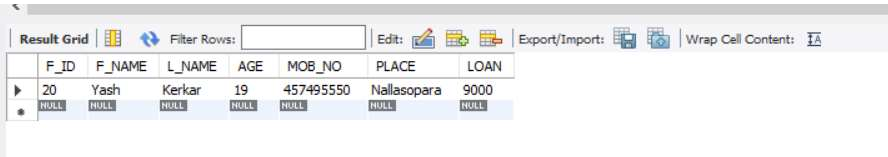 Result Grid Filter Rows: Edit: Export/Import: Wrap Cell Content: IA
F_ID F_NAME L_NAME AGE MOB_NO PLACE LOAN
20 Yash Kerkar 19 457495550 Nallasopara 9000
NULL NULL NULL NULL NULL NULL NULL